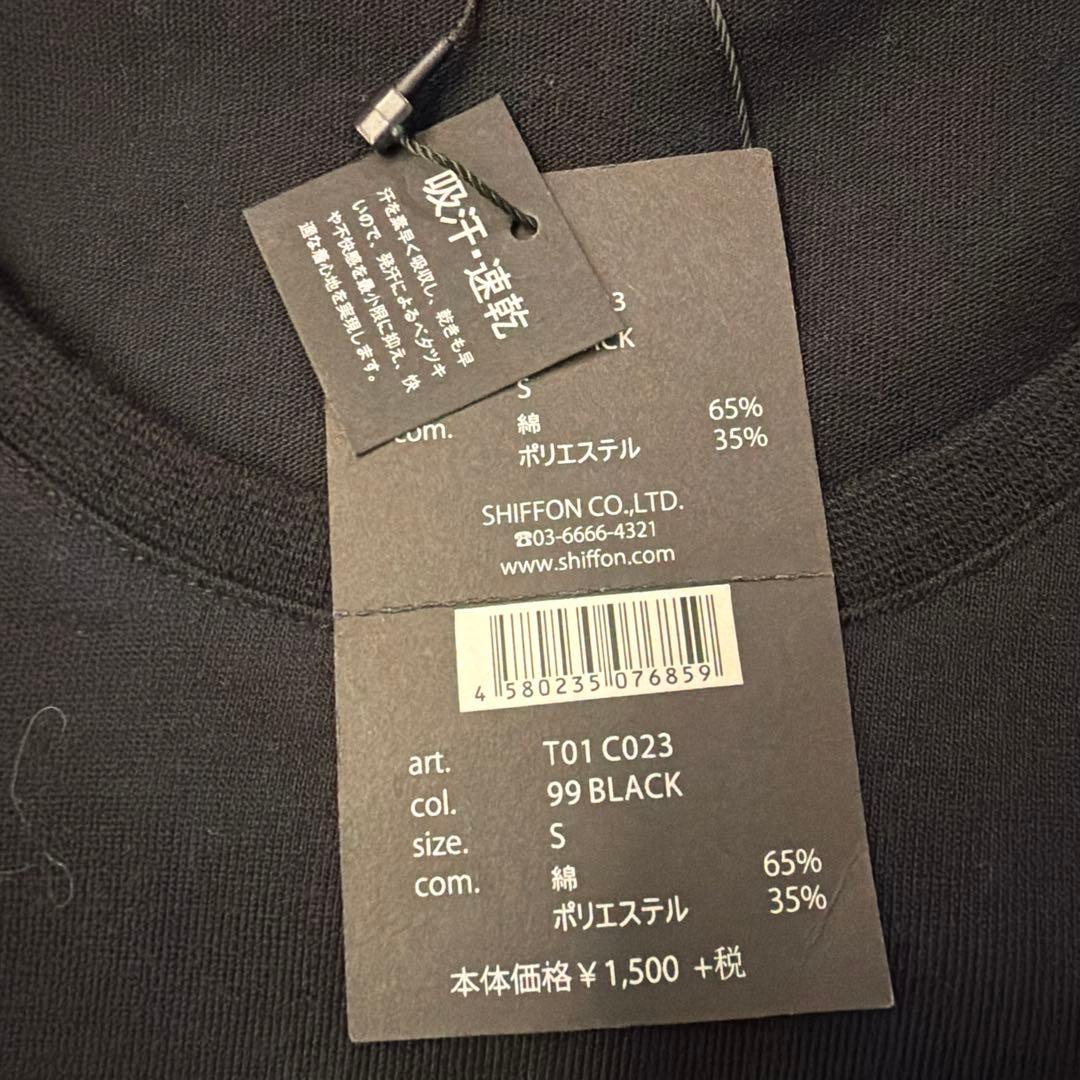 吸汗・速乾
汗を素早く吸収し、乾きも早
いので、発汗によるベタツキ
や不快感を最小限に抑え、快
適な着心地を実現します。
3
CK
S
com. 綿 65%
ポリエステル 35%
SHIFFON CO.,LTD.
☎03-6666-4321
www.shiffon.com
4 580235 076859
art. T01 C023
col. 99 BLACK
size. S
com. 綿 65%
ポリエステル 35%
本体価格¥1,500 +税